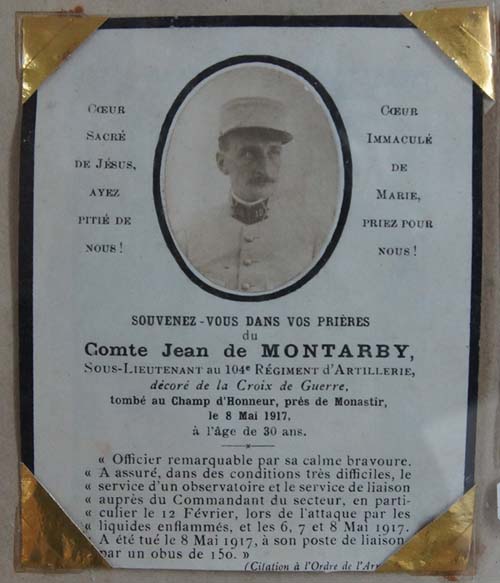 CŒUR
SACRÉ
DE JÉSUS,
AYEZ
PITIÉ DE
NOUS!
CŒUR
IMMACULÉ
DE
MARIE,
PRIEZ POUR
NOUS!
SOUVENEZ-VOUS DANS VOS PRIÈRES
du
Comte Jean de MONTARBY,
SOUS-LIEUTENANT au 104e RÉGIMENT d'ARTILLERIE,
décoré de la Croix de Guerre,
tombé au Champ d'Honneur, près de Monastir,
le 8 Mai 1917.
à l'âge de 30 ans.
« Officier remarquable par sa calme bravoure.
« A assuré, dans des conditions très difficiles, le
« service d'un observatoire et le service de liaison
« auprès du Commandant du secteur, en parti-
« culier le 12 Février, lors de l'attaque par les
« liquides enflammés, et les 6, 7 et 8 Mai 1917.
« A été tué le 8 Mai 1917, à son poste de liaison
par un obus de 150. »
(Citation à l'Ordre de